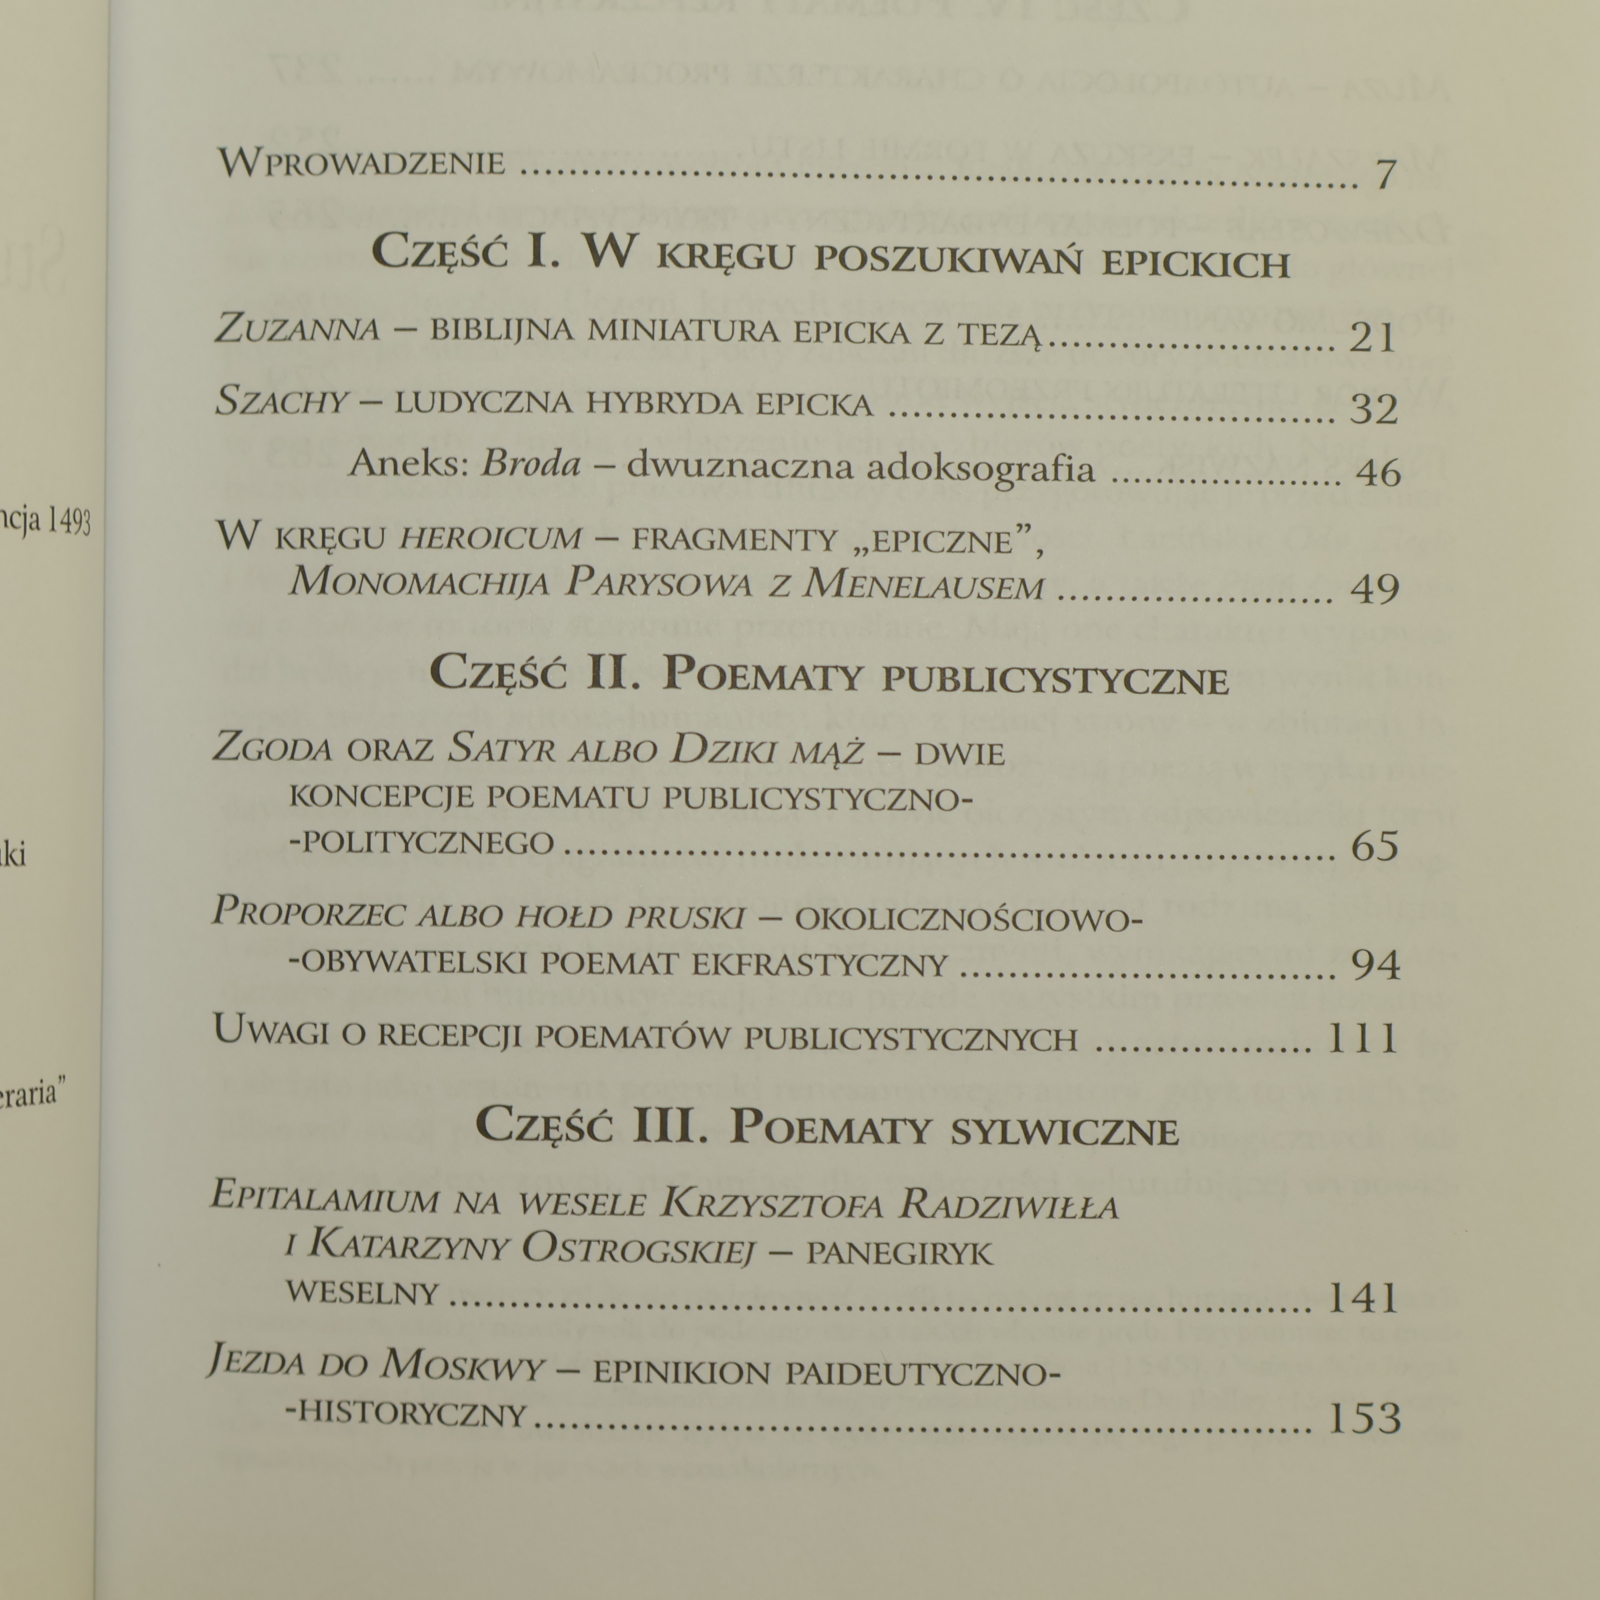 ncja 1493
ki
eraria”
Wprowadzenie ........ 7
Część I. W kręgu poszukiwań epickich
Zuzanna – biblijna miniatura epicka z tezą ........ 21
Szachy – ludyczna hybryda epicka ........ 32
Aneks: Broda – dwuznaczna adoksografia ........ 46
W kręgu heroicum – fragmenty „epiczne”,
Monomachija Parysowa z Menelausem ........ 49
Część II. Poematy publicystyczne
Zgoda oraz Satyr albo Dziki mąż – dwie
koncepcje poematu publicystyczno-
-politycznego ........ 65
Proporzec albo hołd pruski – okolicznościowo-
-obywatelski poemat ekfrastyczny ........ 94
Uwagi o recepcji poematów publicystycznych ........ 111
Część III. Poematy sylwiczne
Epitalamium na wesele Krzysztofa Radziwiłła
i Katarzyny Ostrogskiej – panegiryk
weselny ........ 141
Jezda do Moskwy – epinikion paideutyczno-
-historyczny ........ 153